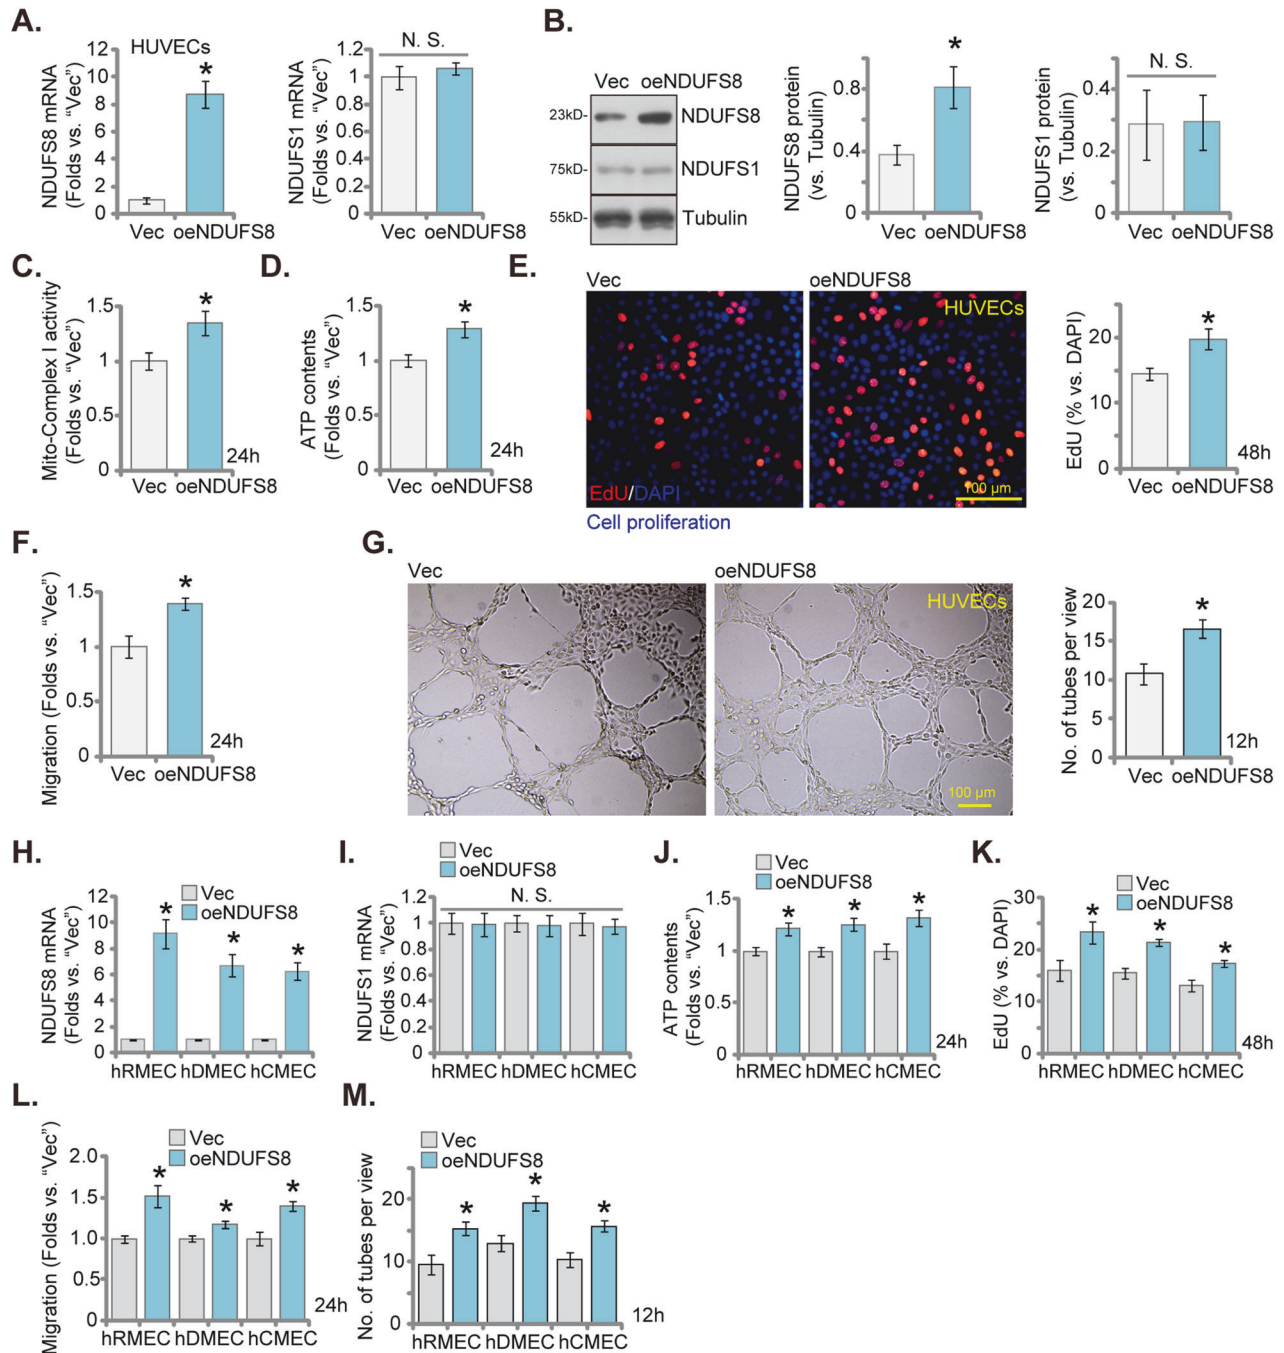 A.
HUVECs
NDUFS8 mRNA
(Folds vs. “Vec”)
12
10
8
6
4
2
0
*
Vec oeNDUFS8
N. S.
NDUFS1 mRNA
(Folds vs. “Vec”)
1.2
1
0.8
0.6
0.4
0.2
0
Vec oeNDUFS8
B.
Vec oeNDUFS8
23kD- NDUFS8
75kD- NDUFS1
55kD- Tubulin
NDUFS8 protein
(vs. Tubulin)
0.8
0.4
0
*
Vec oeNDUFS8
NDUFS1 protein
(vs. Tubulin)
0.4
0.2
0
N. S.
Vec oeNDUFS8
C.
Mito-Complex I activity
(Folds vs. “Vec”)
1.5
1
0.5
0
*
24h
Vec oeNDUFS8
D.
ATP contents
(Folds vs. “Vec”)
1.5
1
0.5
0
*
24h
Vec oeNDUFS8
E.
Vec
oeNDUFS8
HUVECs
EdU/DAPI
100 µm
Cell proliferation
EdU (% vs. DAPI)
20
10
0
*
48h
Vec oeNDUFS8
F.
Migration (Folds vs. “Vec”)
1.5
1
0.5
0
*
24h
Vec oeNDUFS8
G.
Vec
oeNDUFS8
HUVECs
100 µm
No. of tubes per view
20
15
10
5
0
*
12h
Vec oeNDUFS8
H.
Vec
oeNDUFS8
NDUFS8 mRNA
(Folds vs. “Vec”)
12
10
8
6
4
2
0
* * *
hRMEC hDMEC hCMEC
I.
Vec
oeNDUFS8
N. S.
NDUFS1 mRNA
(Folds vs. “Vec”)
1.2
1
0.8
0.6
0.4
0.2
0
hRMEC hDMEC hCMEC
J.
Vec
oeNDUFS8
ATP contents
(Folds vs. “Vec”)
1.5
1
0.5
0
* * *
24h
hRMEC hDMEC hCMEC
K.
Vec
oeNDUFS8
EdU (% vs. DAPI)
30
20
10
0
* * *
48h
hRMEC hDMEC hCMEC
L.
Vec
oeNDUFS8
Migration (Folds vs. “Vec”)
2.0
1.5
1.0
0.5
0
* * *
24h
hRMEC hDMEC hCMEC
M.
Vec
oeNDUFS8
No. of tubes per view
20
10
0
* * *
12h
hRMEC hDMEC hCMEC